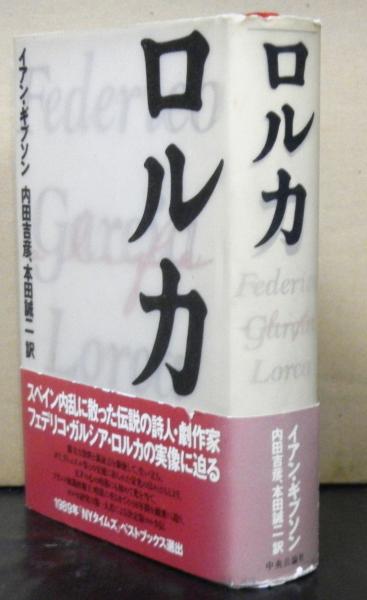 ロルカ
Federico
García
Lorca
イアン・ギブソン 内田吉彦、本田誠二 訳
スペイン内乱に散った伝説の詩人・劇作家
フェデリコ・ガルシア・ロルカの実像に迫る
1989年「NYタイムズ」ベストブックス選出
ロルカ
Federico
García
Lorca
イアン・ギブソン
内田吉彦、本田誠二 訳
中央公論社